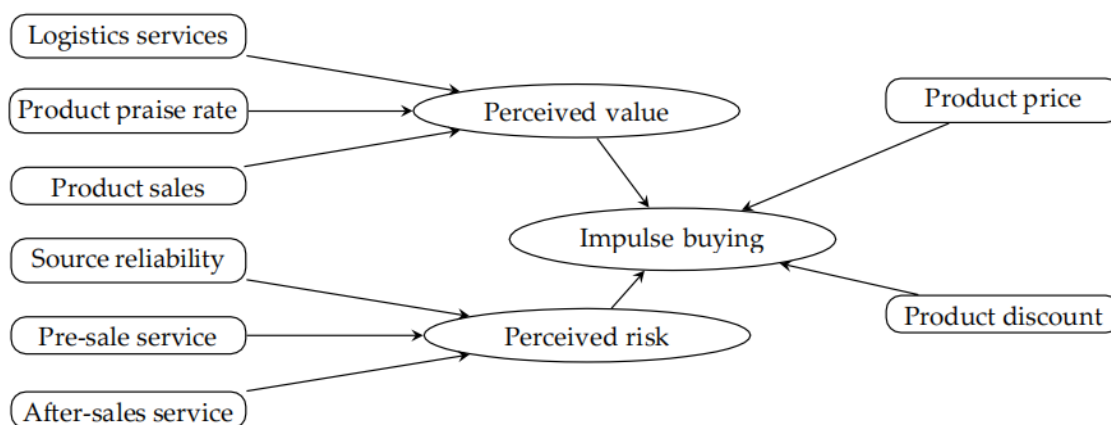 Logistics services
Product praise rate
Product sales
Source reliability
Pre-sale service
After-sales service
Perceived value
Perceived risk
Impulse buying
Product price
Product discount